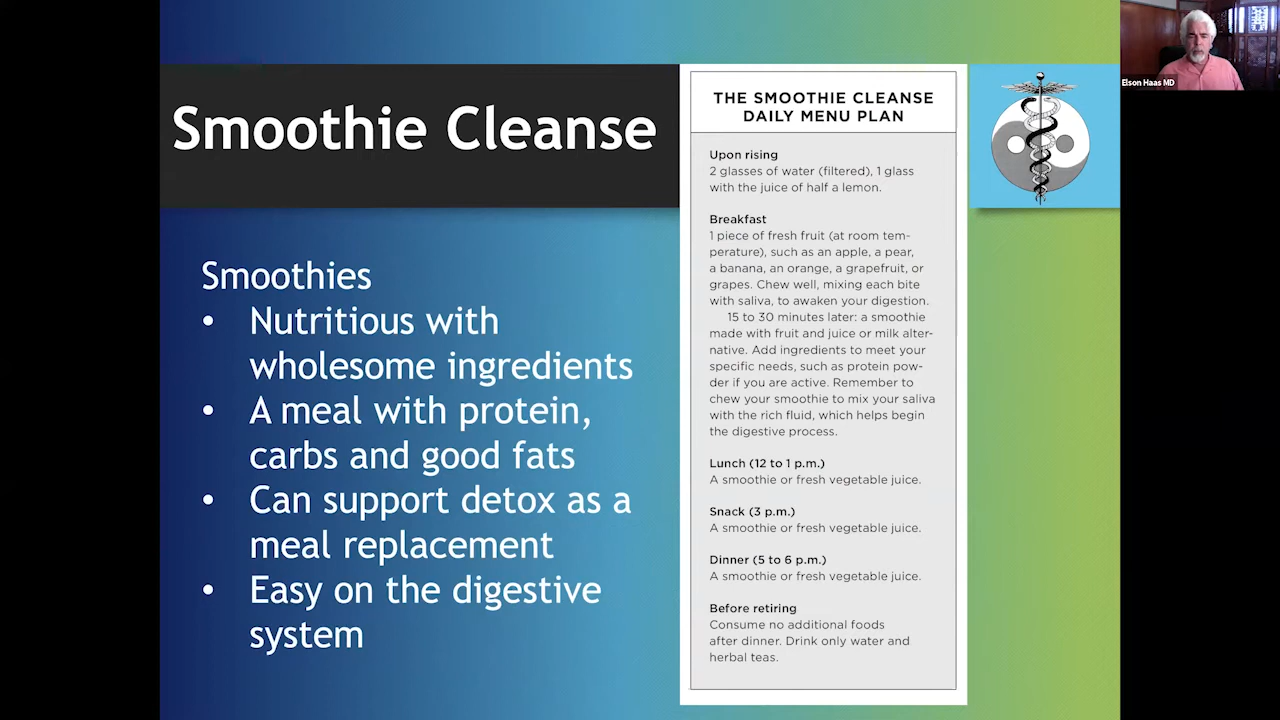 Smoothie Cleanse
Smoothies
• Nutritious with
wholesome ingredients
• A meal with protein,
carbs and good fats
• Can support detox as a
meal replacement
• Easy on the digestive
system
THE SMOOTHIE CLEANSE
DAILY MENU PLAN
Upon rising
2 glasses of water (filtered), 1 glass
with the juice of half a lemon.
Breakfast
1 piece of fresh fruit (at room tem-
perature), such as an apple, a pear,
a banana, an orange, a grapefruit, or
grapes. Chew well, mixing each bite
with saliva, to awaken your digestion.
15 to 30 minutes later: a smoothie
made with fruit and juice or milk alter-
native. Add ingredients to meet your
specific needs, such as protein pow-
der if you are active. Remember to
chew your smoothie to mix your saliva
with the rich fluid, which helps begin
the digestive process.
Lunch (12 to 1 p.m.)
A smoothie or fresh vegetable juice.
Snack (3 p.m.)
A smoothie or fresh vegetable juice.
Dinner (5 to 6 p.m.)
A smoothie or fresh vegetable juice.
Before retiring
Consume no additional foods
after dinner. Drink only water and
herbal teas.
Elson Haas MD